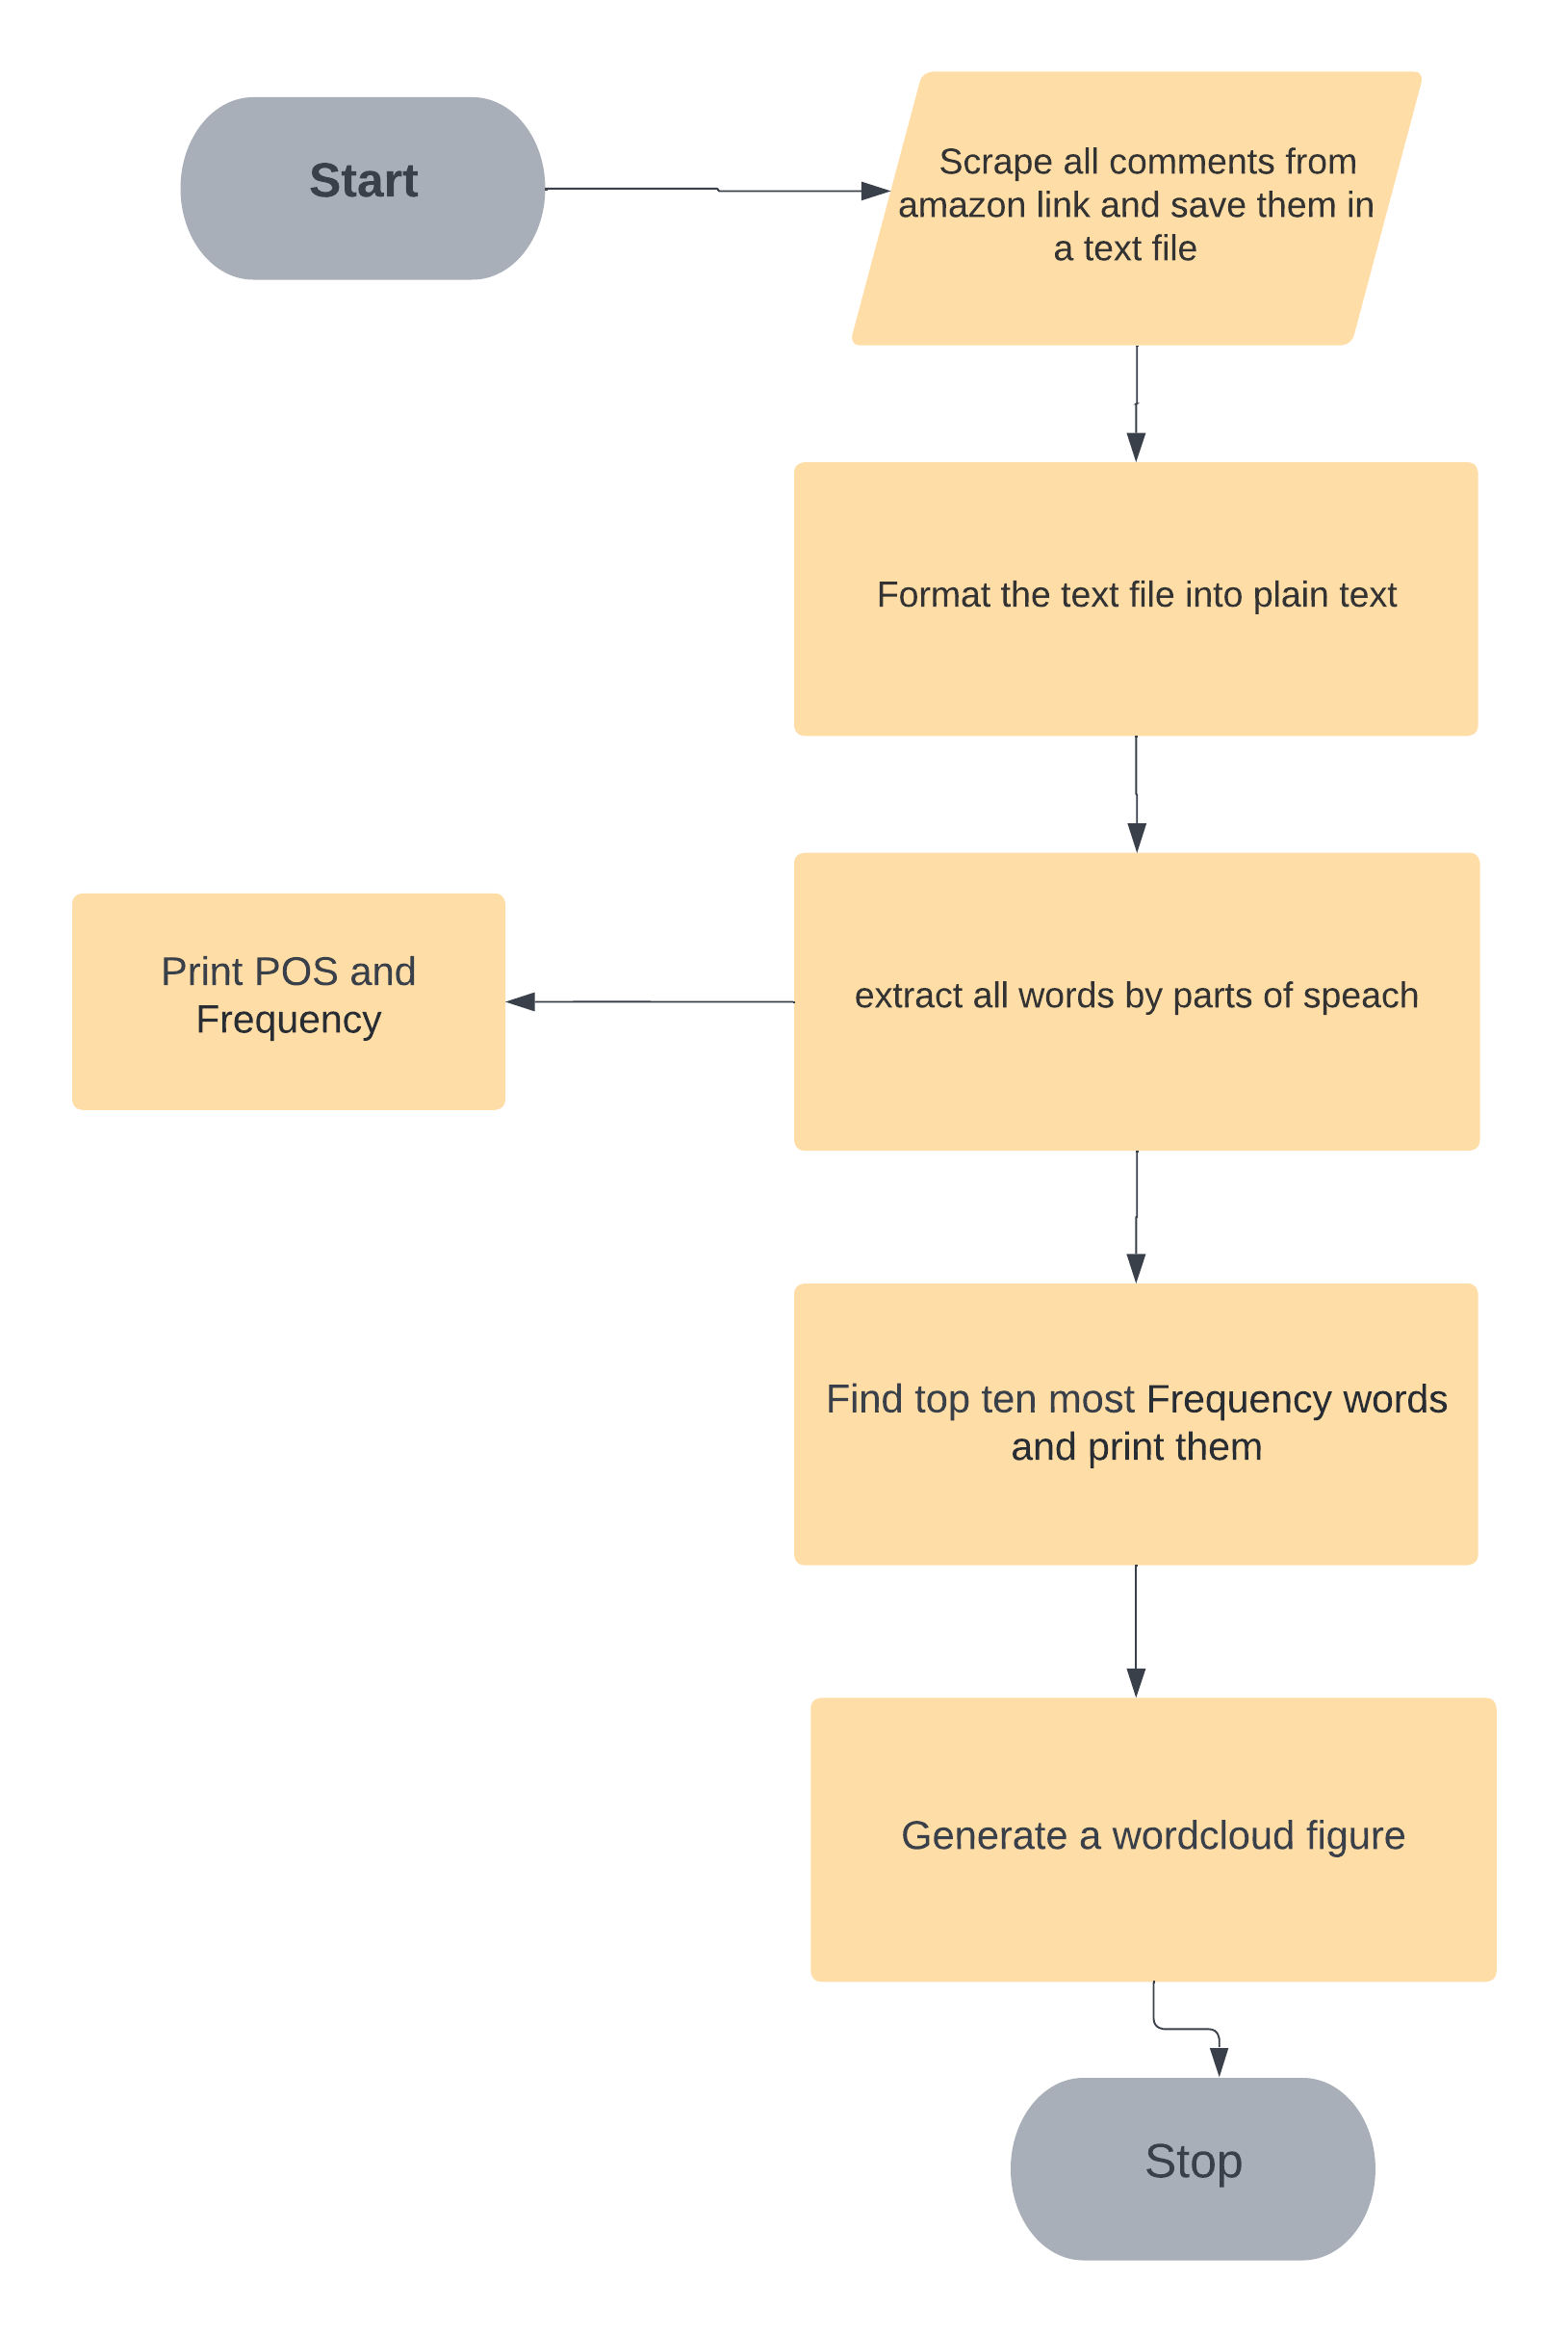 Start
Scrape all comments from
amazon link and save them in
a text file
Format the text file into plain text
extract all words by parts of speach
Print POS and
Frequency
Find top ten most Frequency words
and print them
Generate a wordcloud figure
Stop